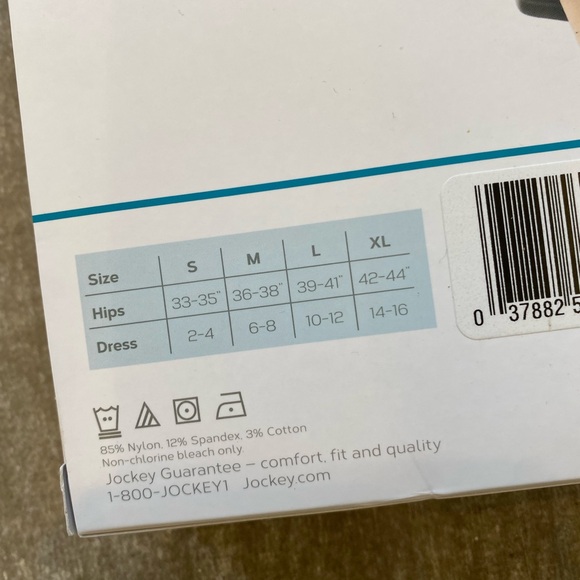 Size S M L XL
Hips 33-35" 36-38" 39-41" 42-44"
Dress 2-4 6-8 10-12 14-16
0 37882 5
85% Nylon, 12% Spandex, 3% Cotton
Non-chlorine bleach only
Jockey Guarantee – comfort, fit and quality
1-800-JOCKEY1 Jockey.com